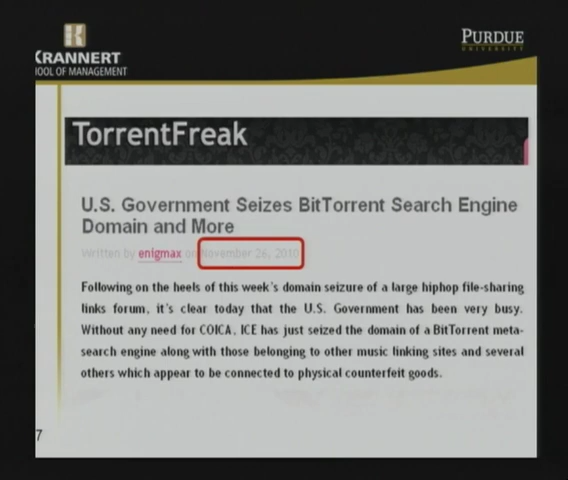 K
KRANNERT
OOL OF MANAGEMENT
PURDUE
UNIVERSITY
TorrentFreak
U.S. Government Seizes BitTorrent Search Engine
Domain and More
Written by enigmax on November 26, 2010
Following on the heels of this week's domain seizure of a large hiphop file-sharing
links forum, it's clear today that the U.S. Government has been very busy.
Without any need for COICA, ICE has just seized the domain of a BitTorrent meta-
search engine along with those belonging to other music linking sites and several
others which appear to be connected to physical counterfeit goods.
7